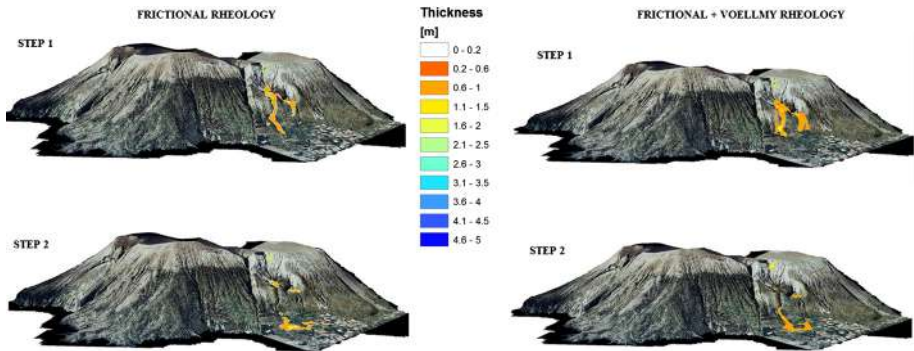 FRICTIONAL RHEOLOGY
STEP 1
STEP 2
Thickness
[m]
0 - 0.2
0.2 - 0.6
0.6 - 1
1.1 - 1.5
1.6 - 2
2.1 - 2.5
2.6 - 3
3.1 - 3.5
3.6 - 4
4.1 - 4.5
4.6 - 5
FRICTIONAL + VOELLMY RHEOLOGY
STEP 1
STEP 2